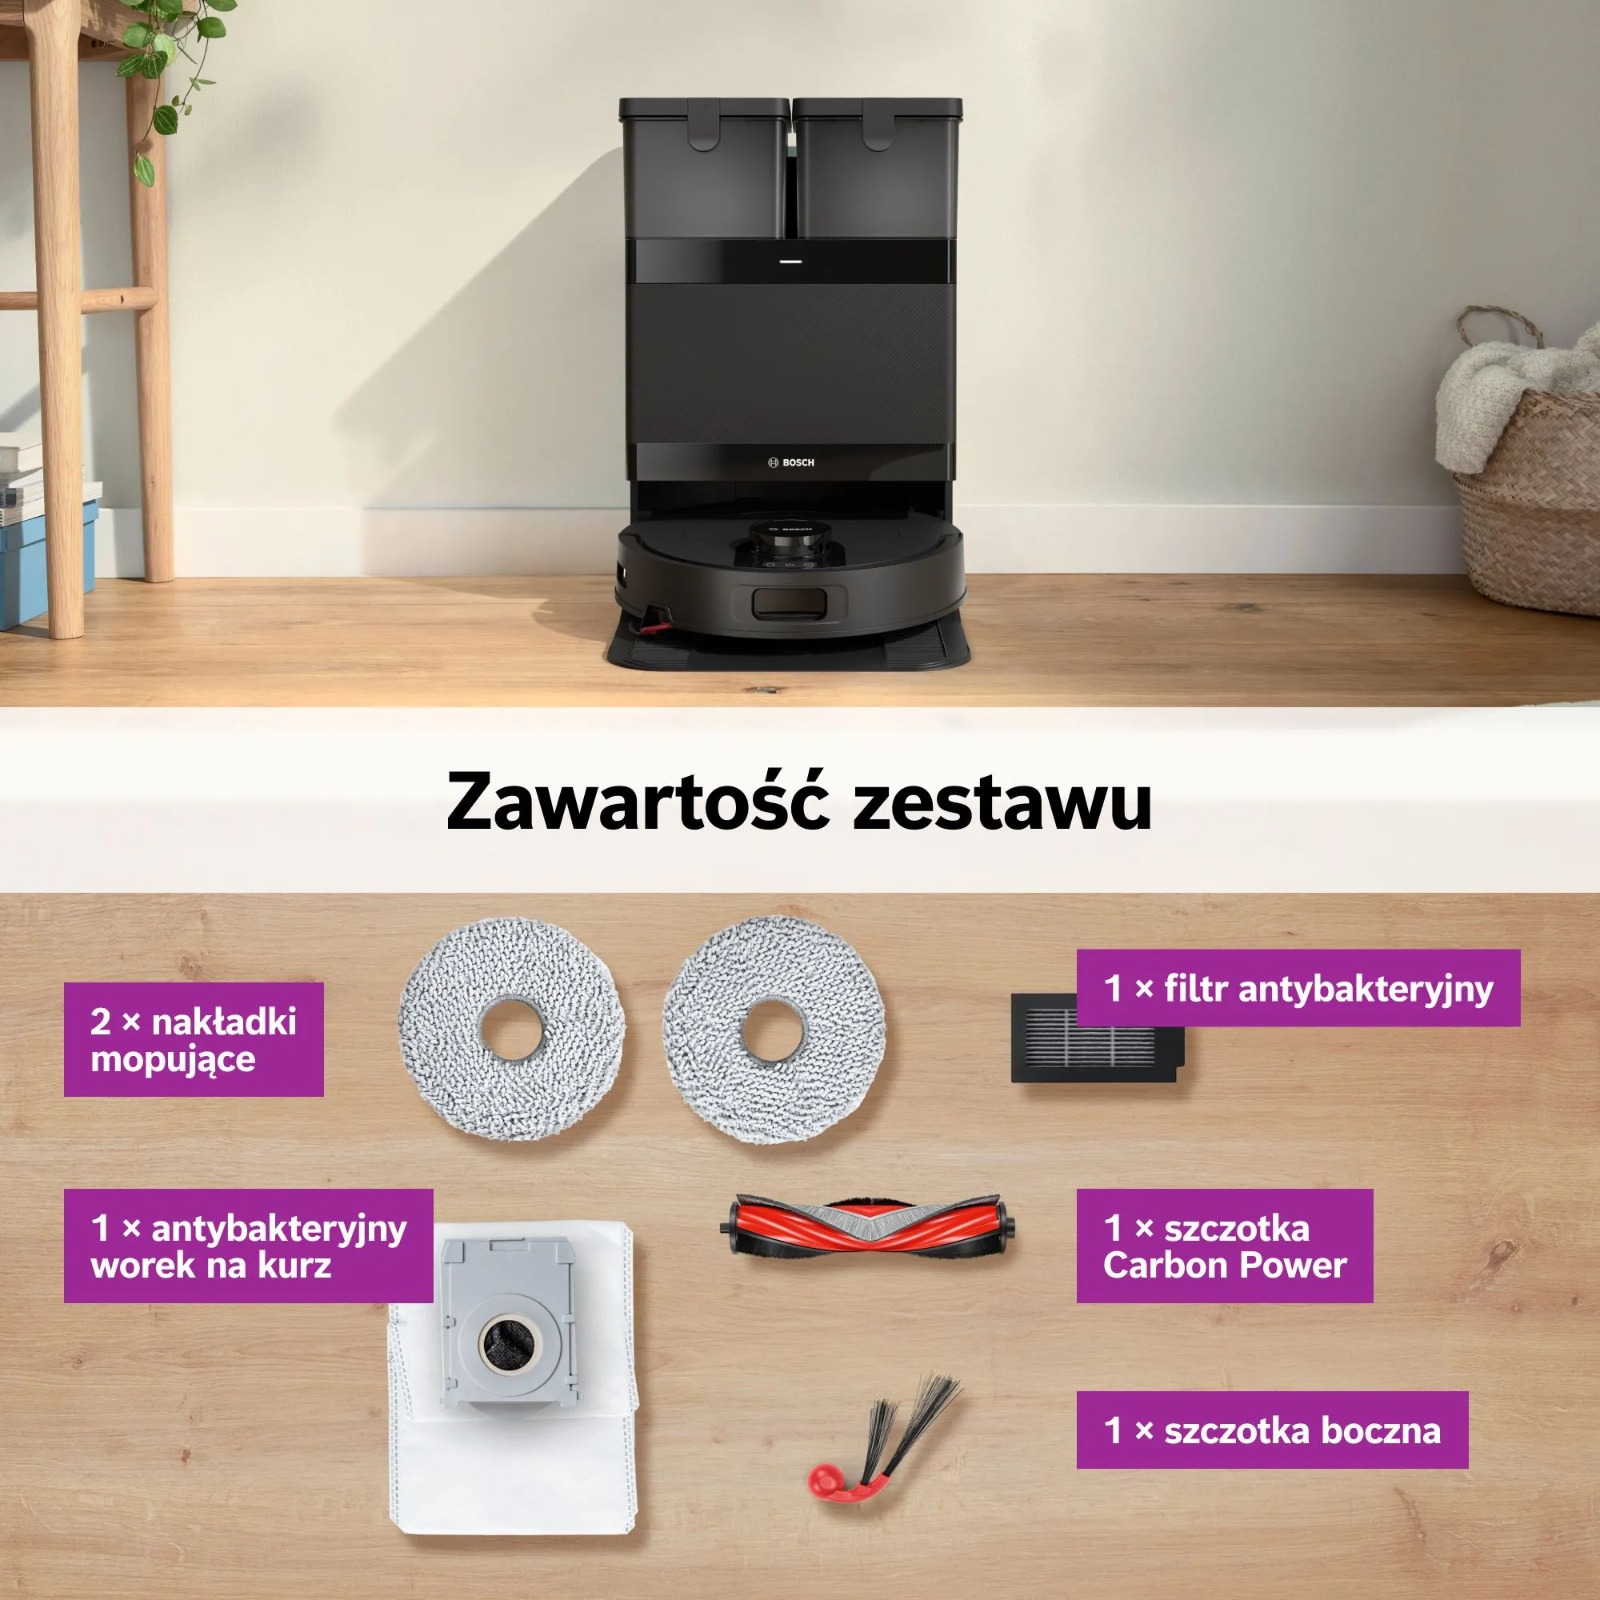 BOSCH
BOSCH
Zawartość zestawu
2 × nakładki
mopujące
1 × filtr antybakteryjny
1 × antybakteryjny
worek na kurz
1 × szczotka
Carbon Power
1 × szczotka boczna